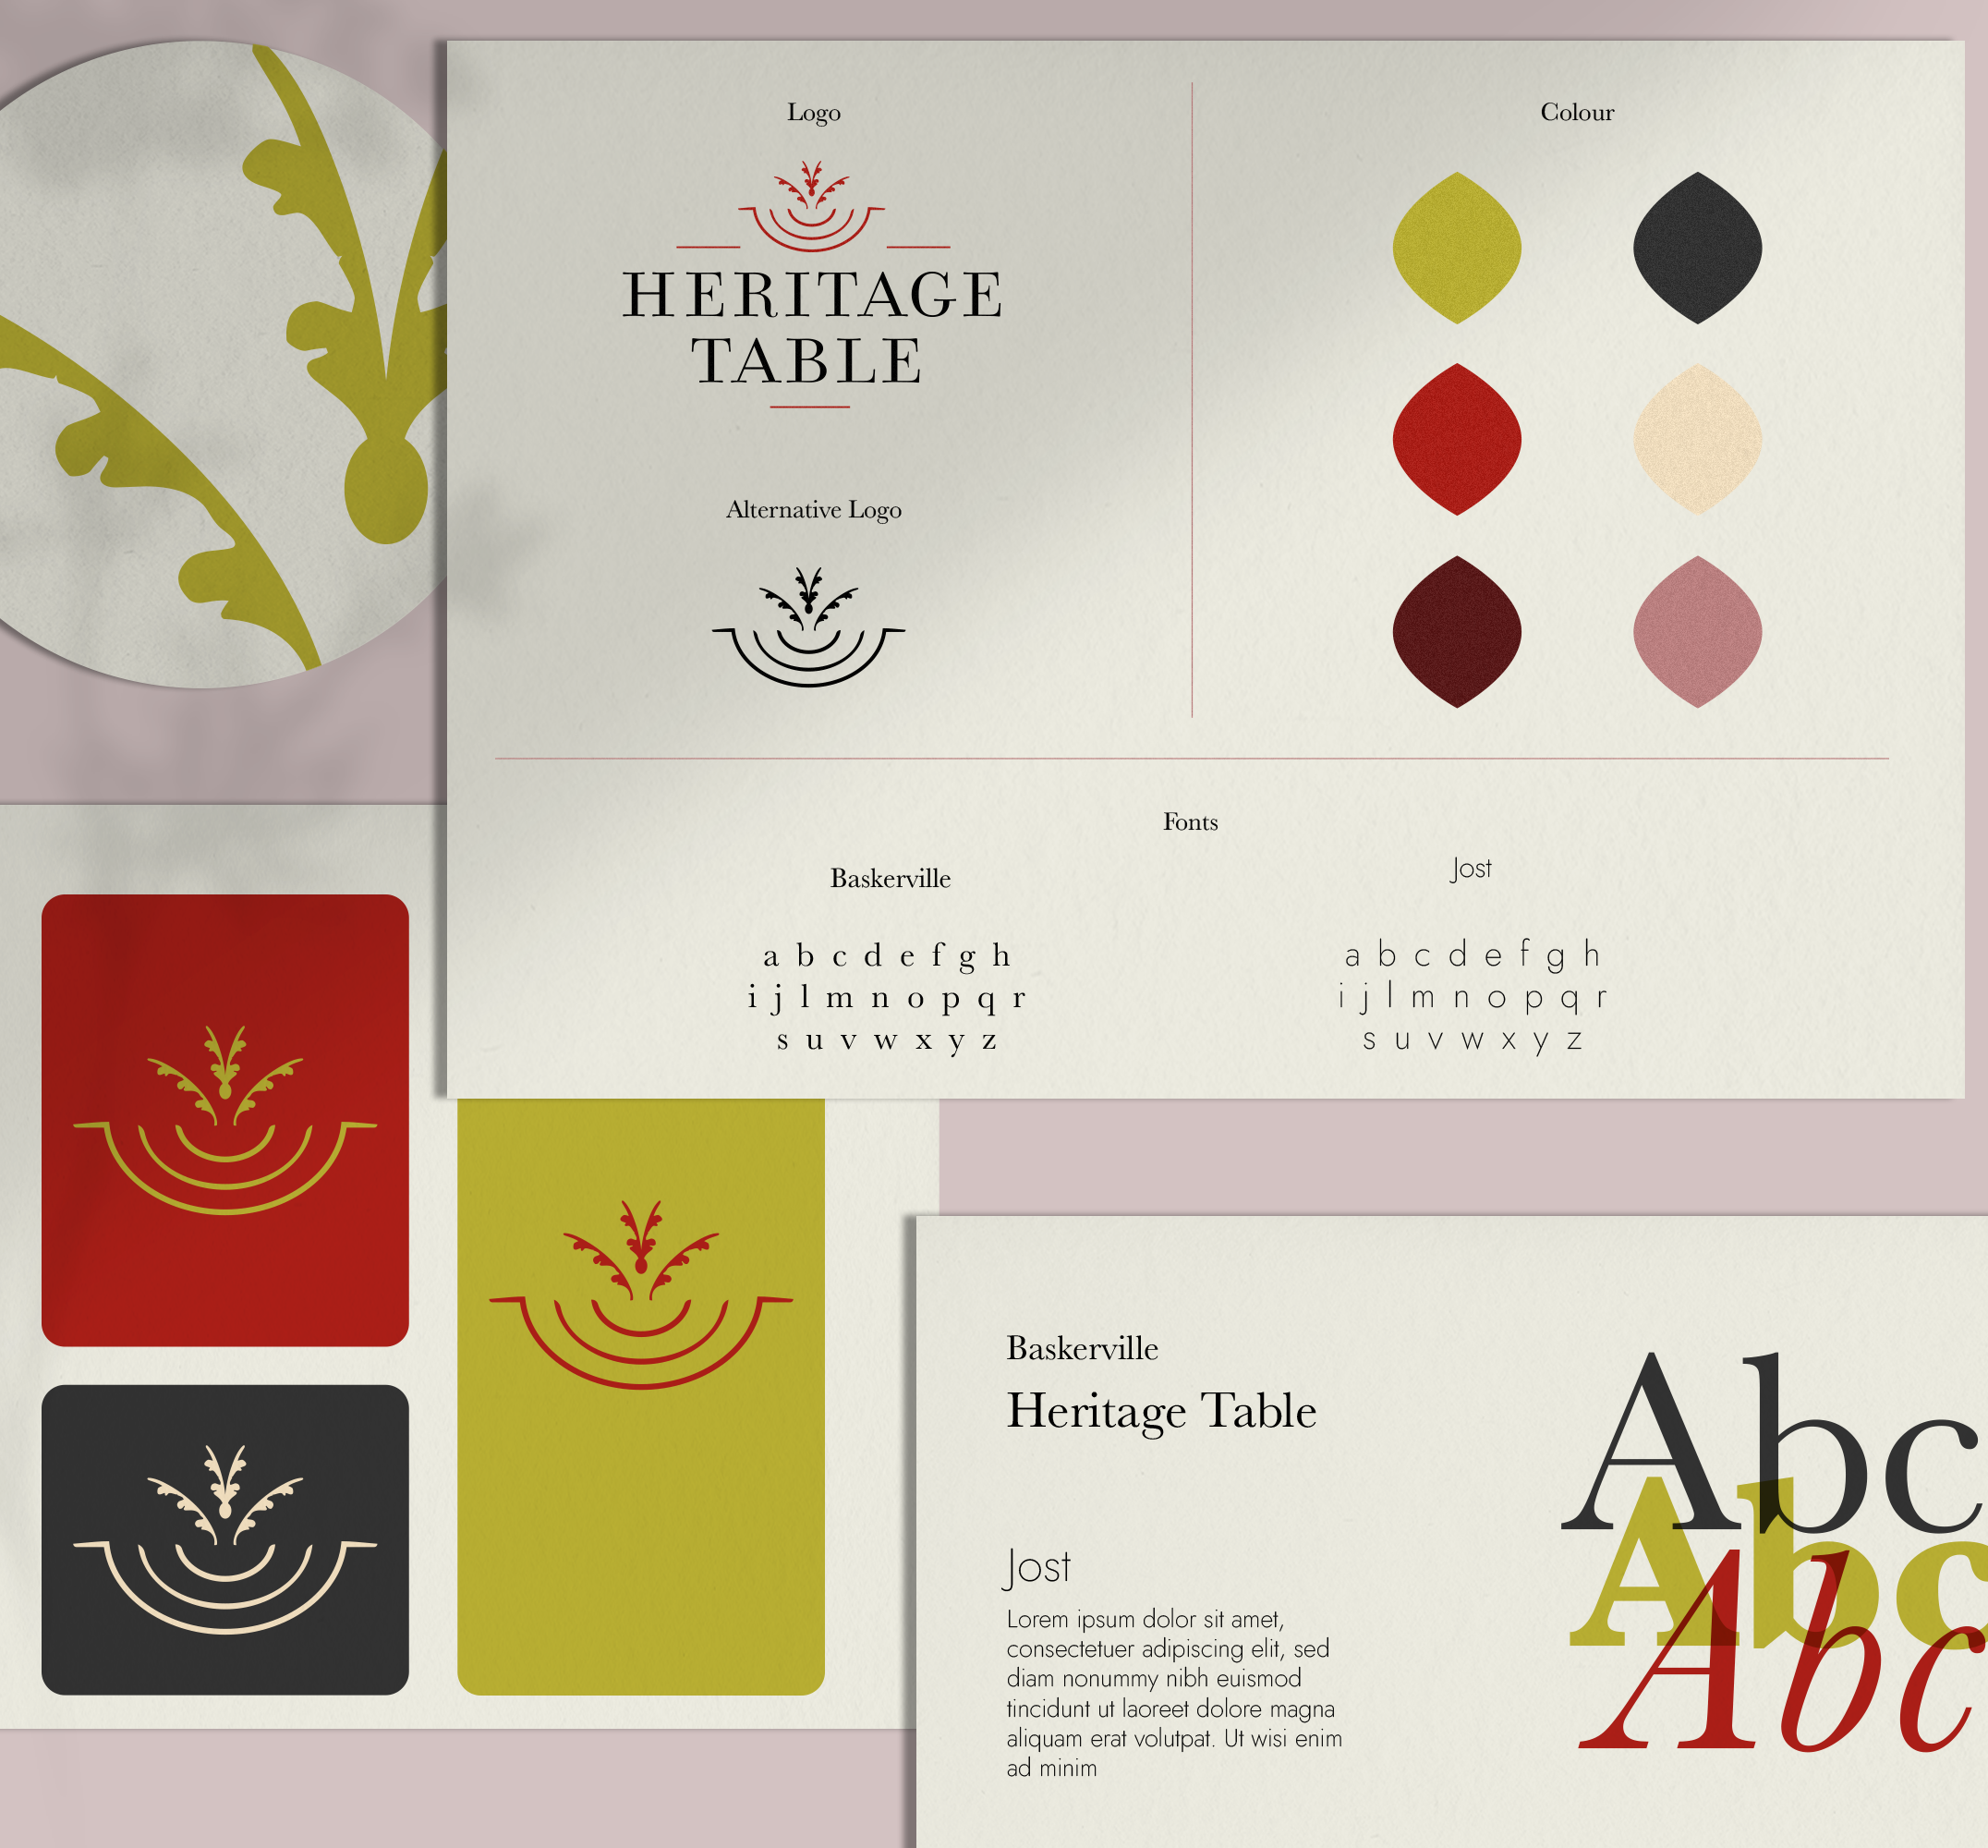 Logo
HERITAGE
TABLE
Alternative Logo
Colour
Fonts
Baskerville
a b c d e f g h
i j l m n o p q r
s u v w x y z
Jost
a b c d e f g h
i j l m n o p q r
s u v w x y z
Baskerville
Heritage Table
Jost
Lorem ipsum dolor sit amet,
consectetuer adipiscing elit, sed
diam nonummy nibh euismod
tincidunt ut laoreet dolore magna
aliquam erat volutpat. Ut wisi enim
ad minim
Abc
Abc
Abc